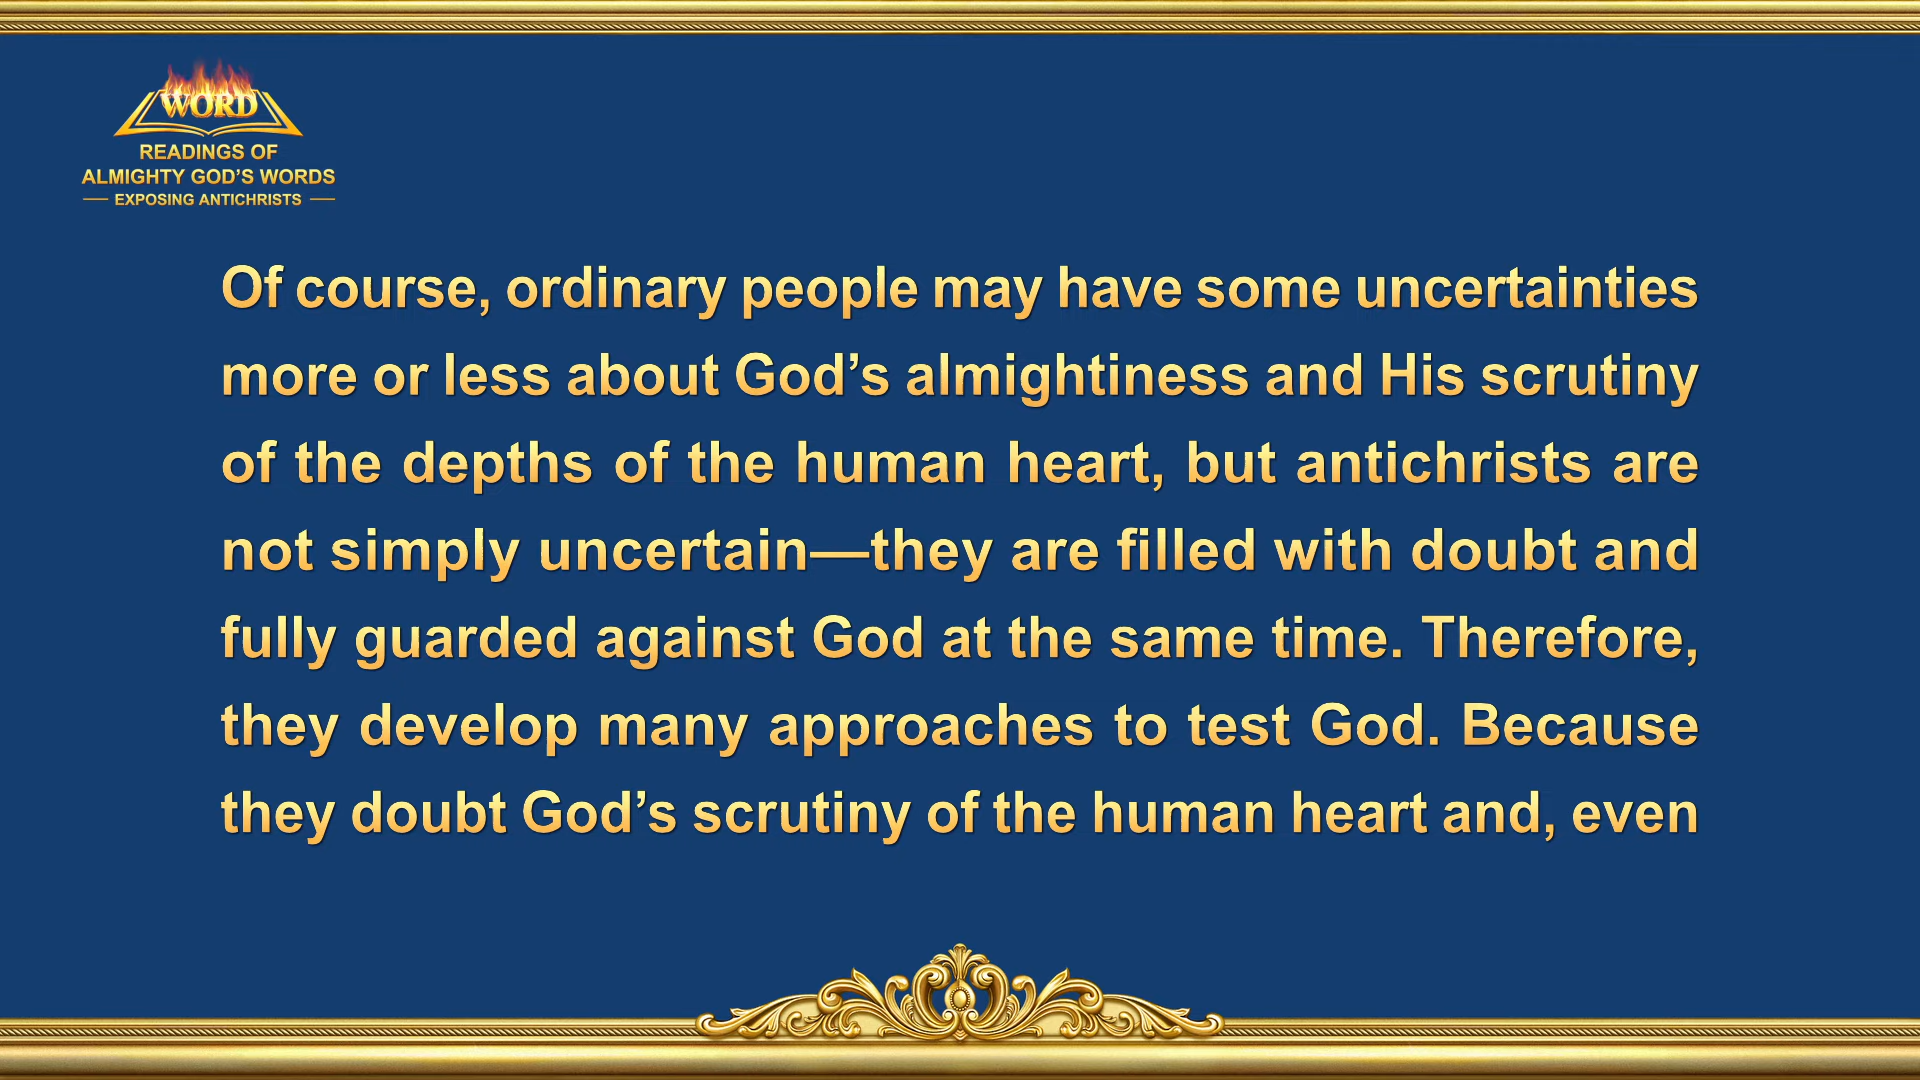 WORD
READINGS OF
ALMIGHTY GOD’S WORDS
EXPOSING ANTICHRISTS
Of course, ordinary people may have some uncertainties
more or less about God’s almightiness and His scrutiny
of the depths of the human heart, but antichrists are
not simply uncertain—they are filled with doubt and
fully guarded against God at the same time. Therefore,
they develop many approaches to test God. Because
they doubt God’s scrutiny of the human heart and, even